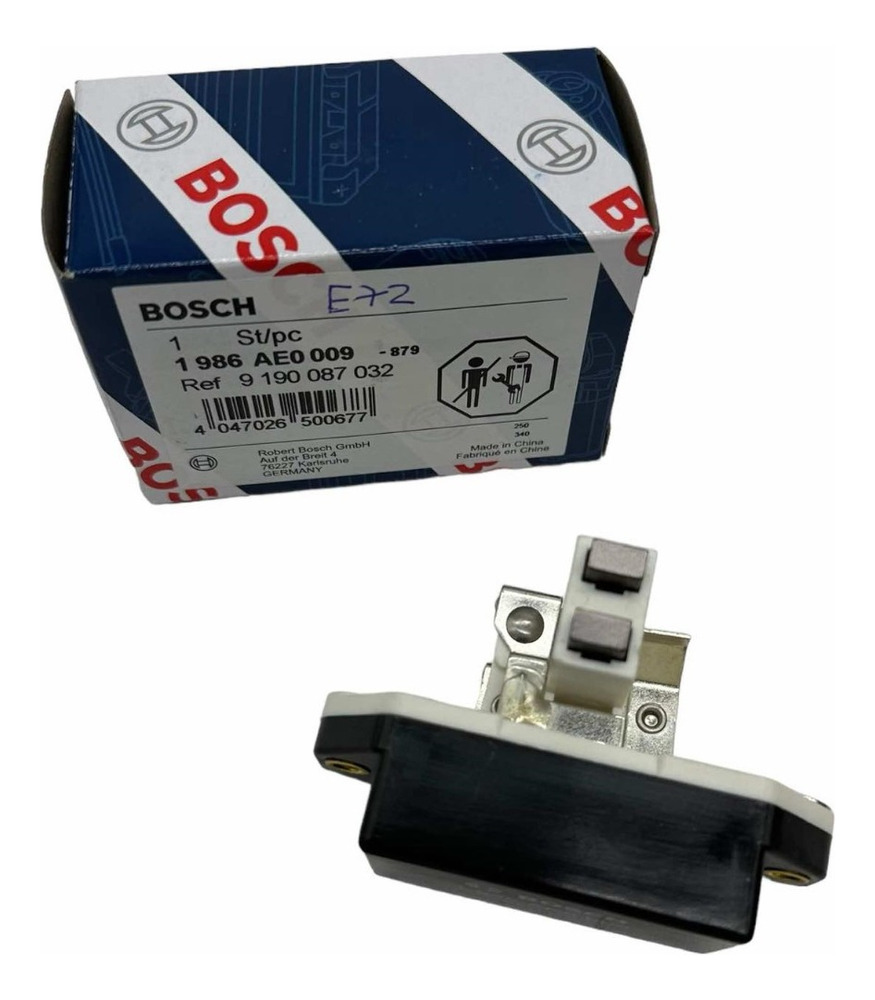 BOSCH
BOSCH
BOSCH E72
1 St/pc
1 986 AE0 009 - 879
Ref 9 190 087 032
4 047026 500677
Robert Bosch GmbH
Auf der Breit 4
76227 Karlsruhe
GERMANY
250
340
Made in China
Fabriqué en Chine